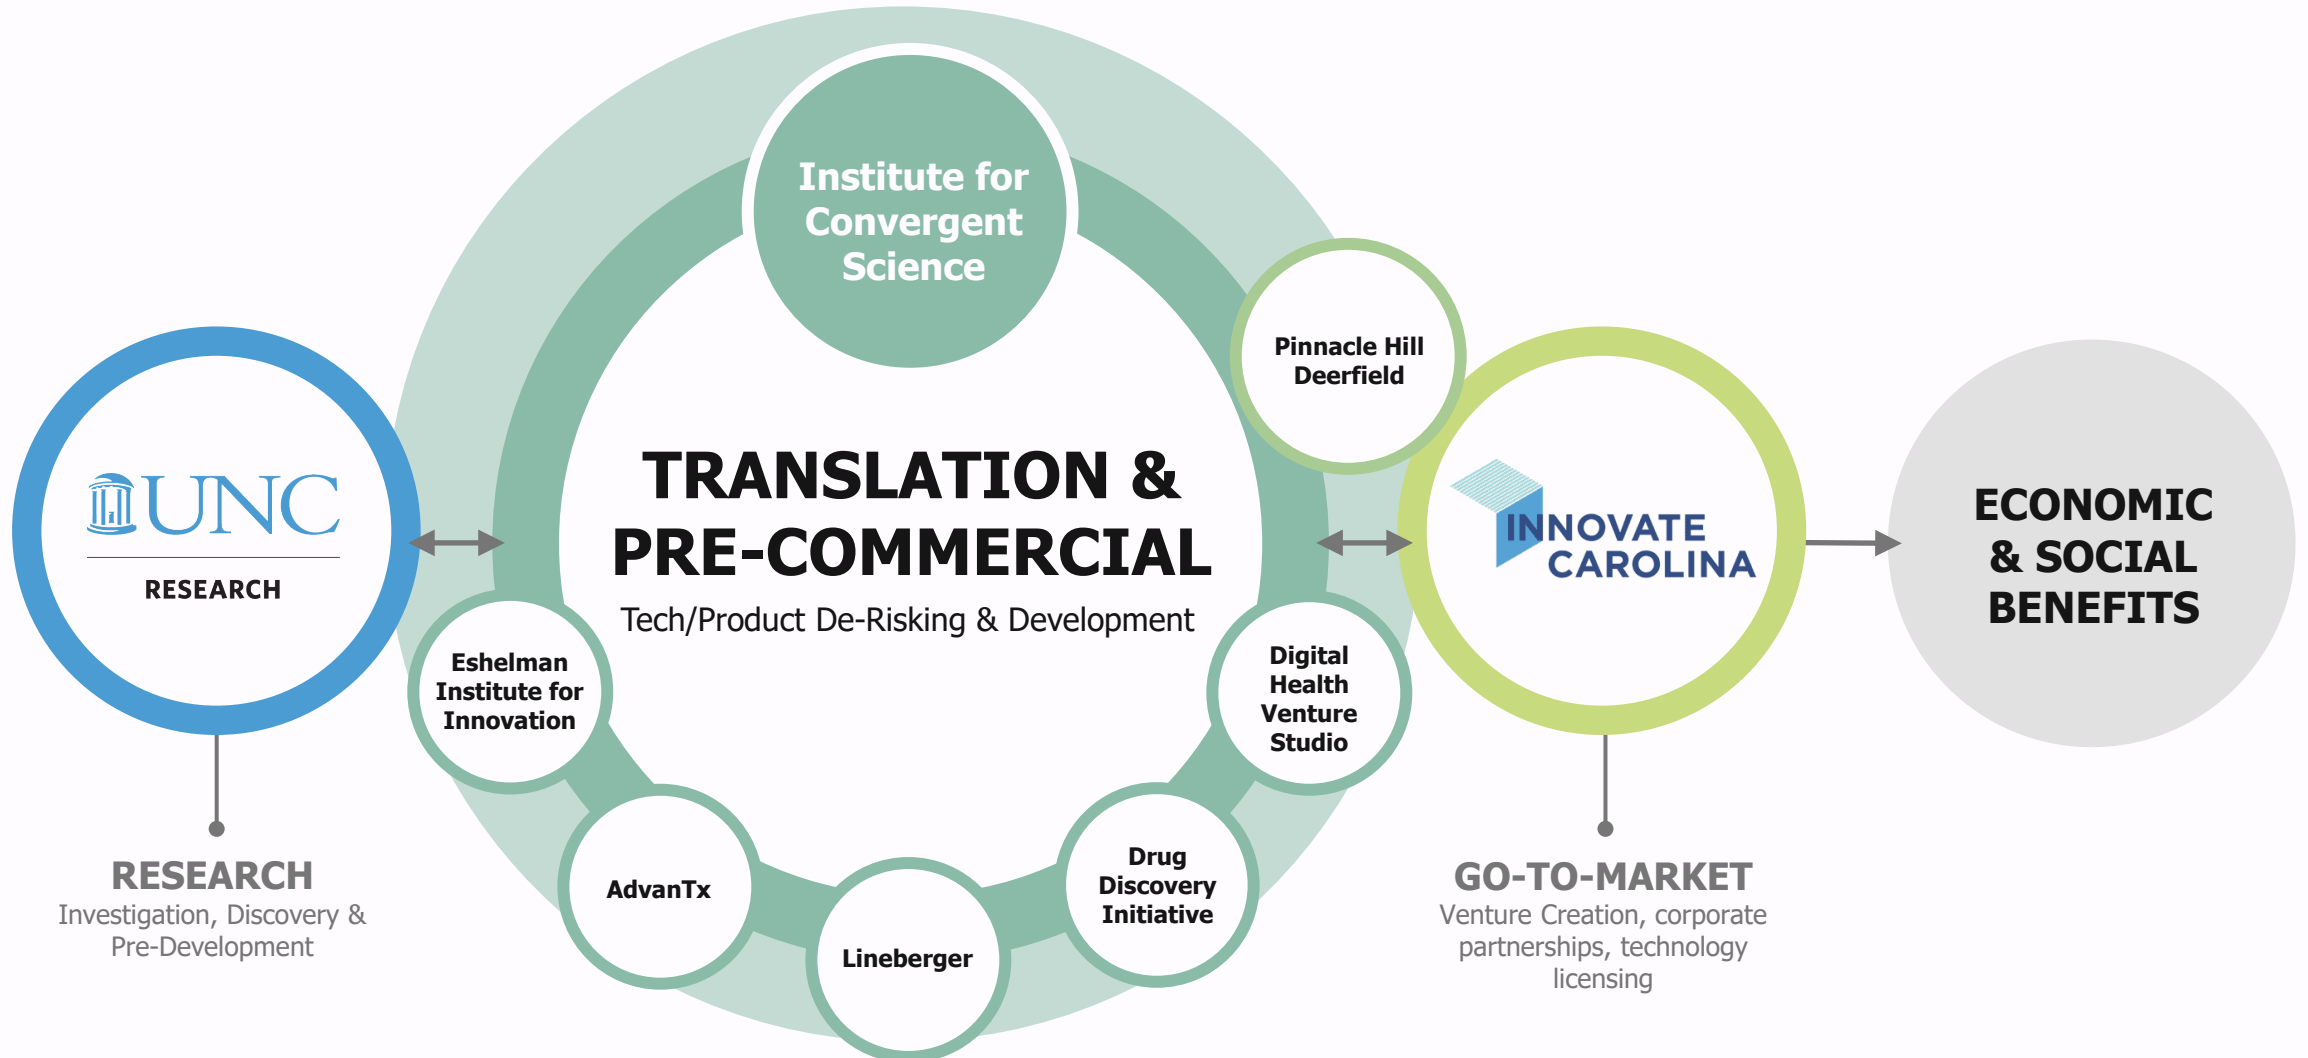 Institute for
Convergent
Science
Pinnacle Hill
Deerfield
UNC
RESEARCH
TRANSLATION &
PRE-COMMERCIAL
Tech/Product De-Risking & Development
INNOVATE
CAROLINA
ECONOMIC
& SOCIAL
BENEFITS
Eshelman
Institute for
Innovation
AdvanTx
Lineberger
Drug
Discovery
Initiative
Digital
Health
Venture
Studio
RESEARCH
Investigation, Discovery &
Pre-Development
GO-TO-MARKET
Venture Creation, corporate
partnerships, technology
licensing